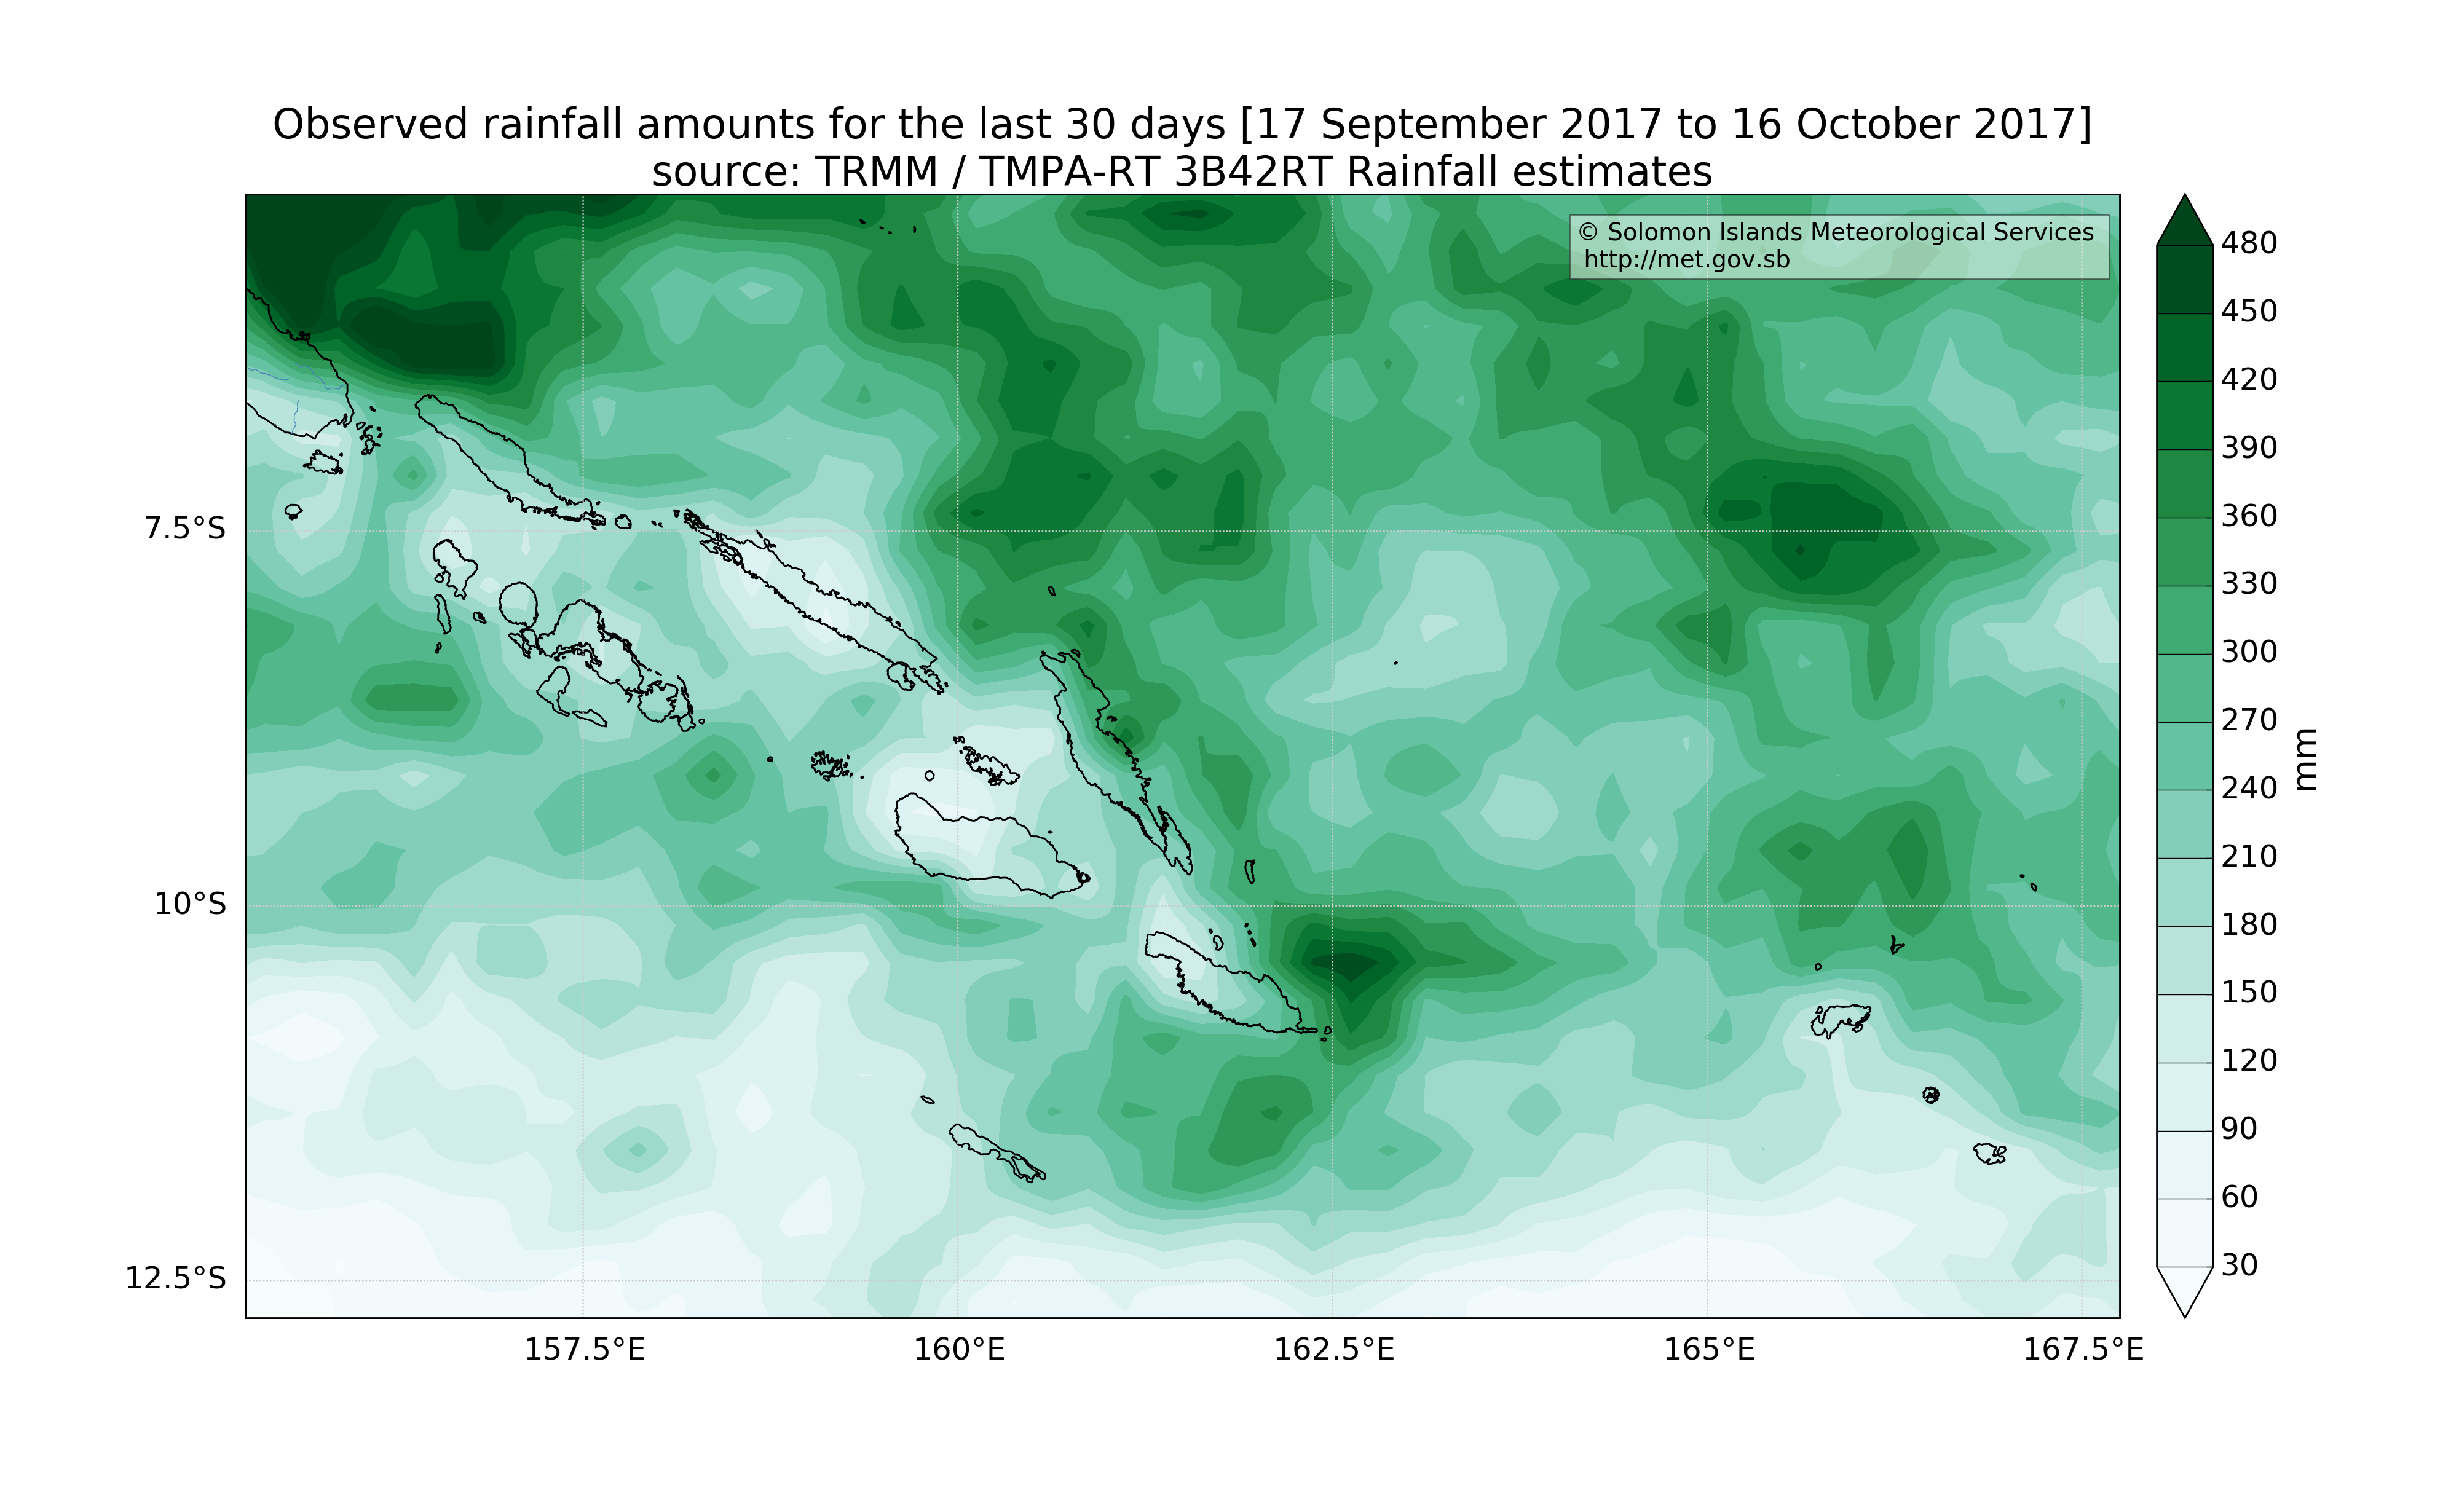 Observed rainfall amounts for the last 30 days [17 September 2017 to 16 October 2017]
source: TRMM / TMPA-RT 3B42RT Rainfall estimates
© Solomon Islands Meteorological Services
http://met.gov.sb
7.5°S
10°S
12.5°S
157.5°E
160°E
162.5°E
165°E
167.5°E
480
450
420
390
360
330
300
270
240
210
180
150
120
90
60
30
mm